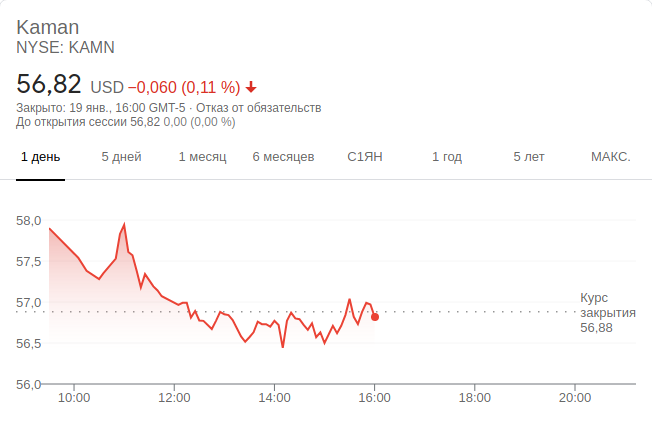 Kaman
NYSE: KAMN
56,82 USD −0,060 (0,11 %)
Закрыто: 19 янв., 16:00 GMT-5 · Отказ от обязательств
До открытия сессии 56,82 0,00 (0,00 %)
1 день 5 дней 1 месяц 6 месяцев С1ЯН 1 год 5 лет МАКС.
58,0
57,5
57,0
56,5
56,0
Курс
закрытия
56,88
10:00 12:00 14:00 16:00 18:00 20:00